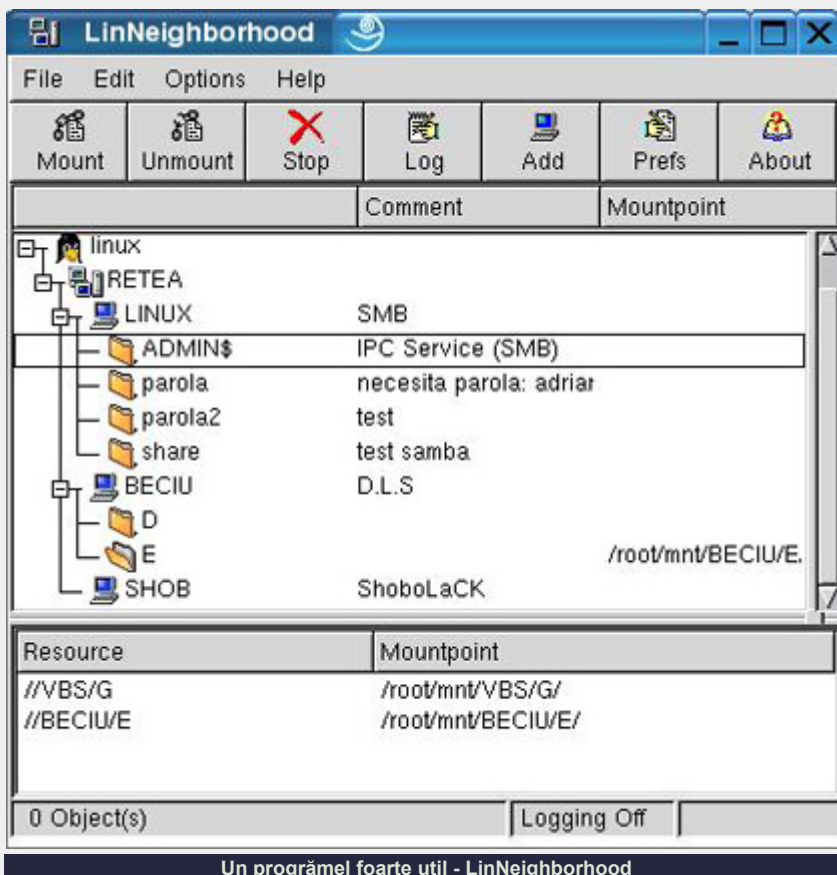 LinNeighborhood
File Edit Options Help
Mount Unmount Stop Log Add Prefs About
Comment Mountpoint
linux
RETEA
LINUX SMB
ADMIN$ IPC Service (SMB)
parola necesita parola: adriar
parola2 test
share test samba
BECIU D.L.S
D
E /root/mnt/BECIU/E.
SHOB ShoboLaCK
Resource Mountpoint
//VBS/G /root/mnt/VBS/G/
//BECIU/E /root/mnt/BECIU/E/
0 Object(s) Logging Off
Un progrămel foarte util - LinNeighborhood